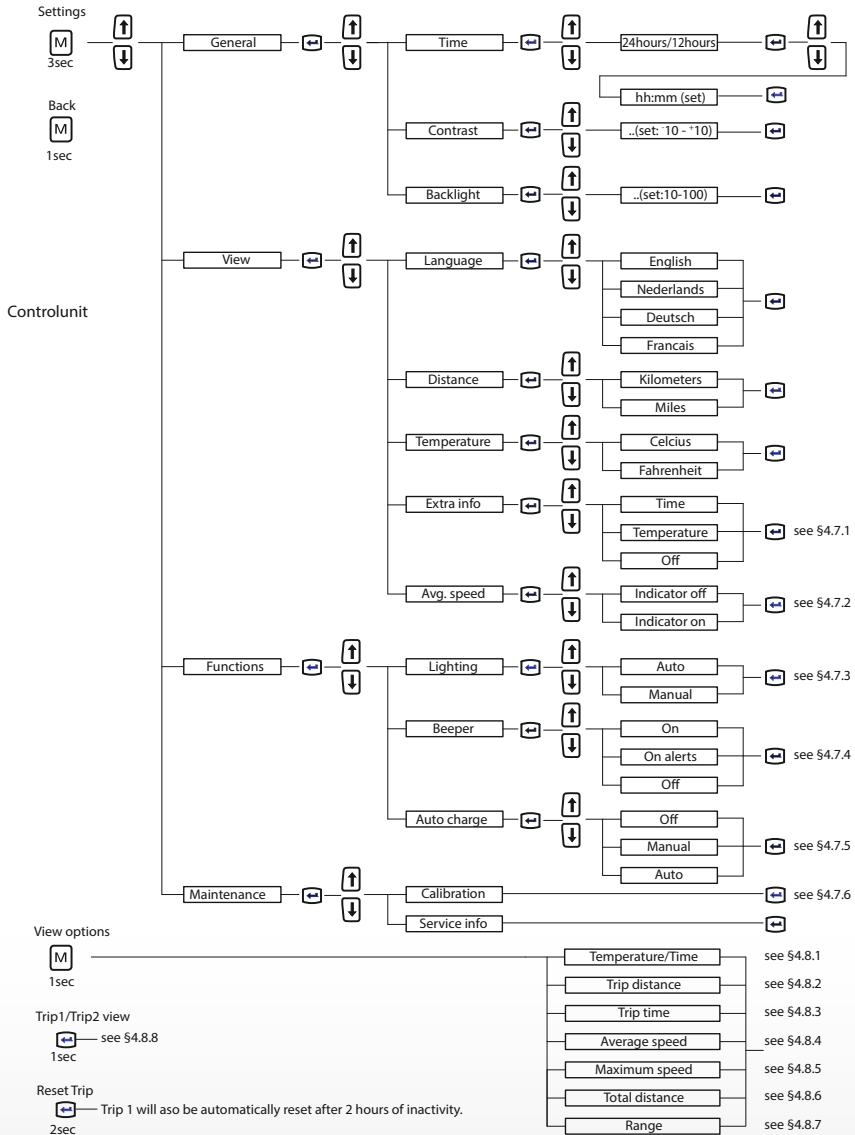 Settings
M
3sec
General
Time
24hours/12hours
hh:mm (set)
Back
M
1sec
Contrast
..(set: -10 - +10)
Backlight
..(set:10-100)
Controlunit
View
Language
English
Nederlands
Deutsch
Francais
Distance
Kilometers
Miles
Temperature
Celcius
Fahrenheit
Extra info
Time
Temperature
Off
see §4.7.1
Avg. speed
Indicator off
Indicator on
see §4.7.2
Functions
Lighting
Auto
Manual
see §4.7.3
Beeper
On
On alerts
Off
see §4.7.4
Auto charge
Off
Manual
Auto
see §4.7.5
Maintenance
Calibration
see §4.7.6
Service info
View options
M
1sec
Temperature/Time see §4.8.1
Trip distance see §4.8.2
Trip time see §4.8.3
Average speed see §4.8.4
Maximum speed see §4.8.5
Total distance see §4.8.6
Range see §4.8.7
Trip1/Trip2 view
see §4.8.8
1sec
Reset Trip
Trip 1 will aso be automatically reset after 2 hours of inactivity.
2sec